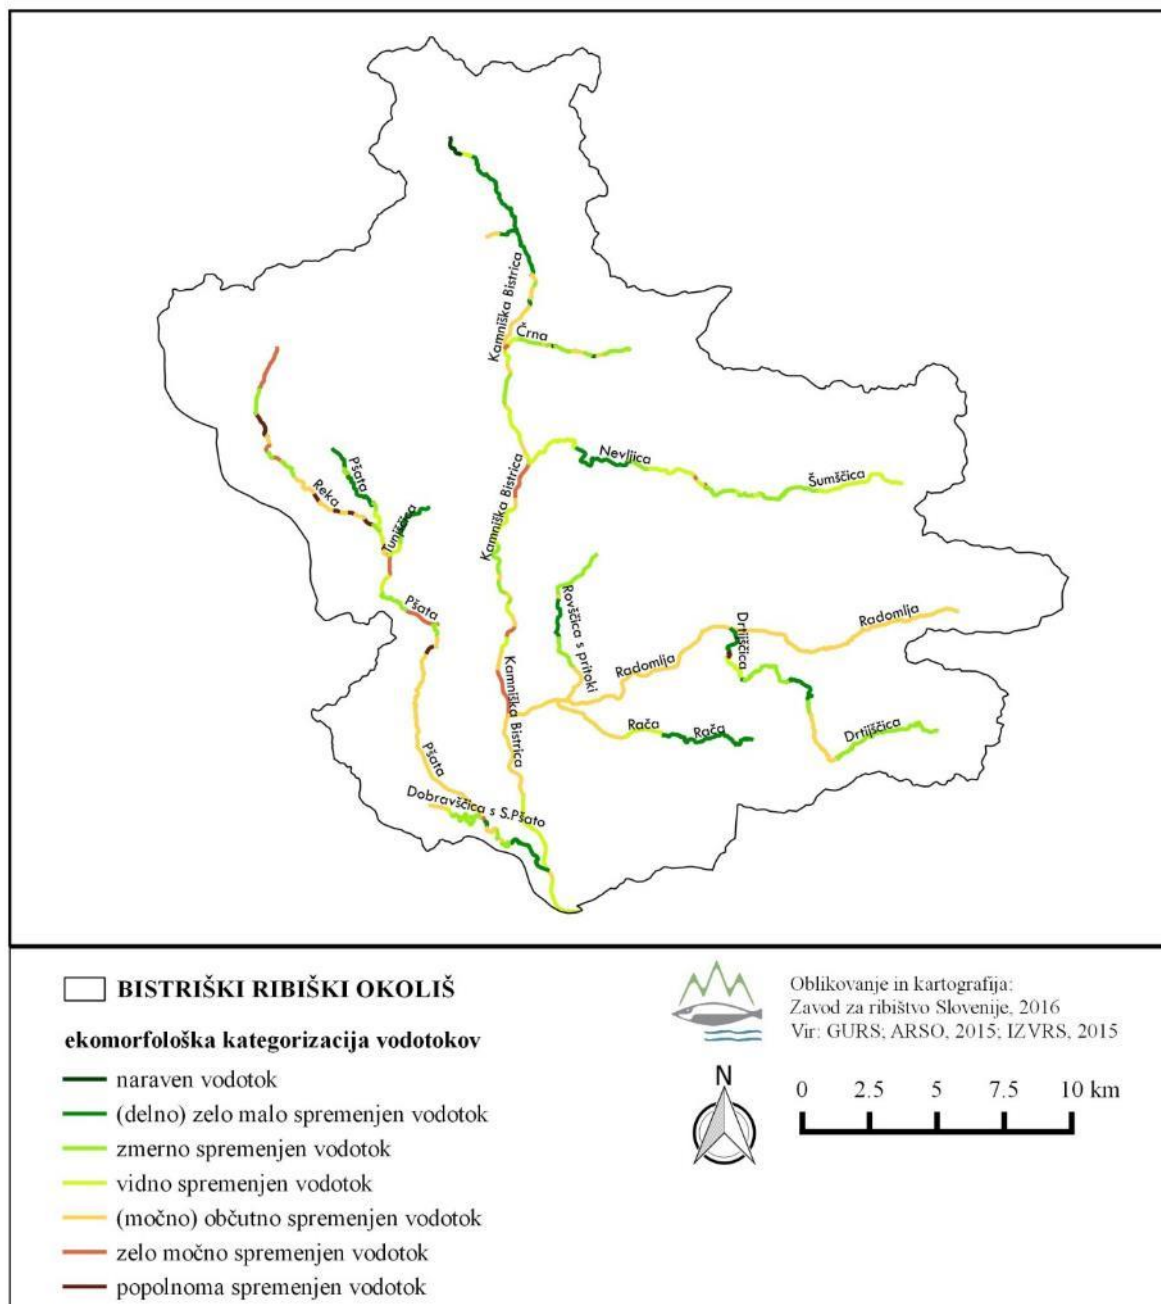 Kamniška Bistrica
Črna
Nevljica
Šumščica
Pšata
Reka
Kamniška Bistrica
Tunjščica
Pšata
Rovščica s pritoki
Drtijščica
Radomlja
Radomlja
Kamniška Bistrica
Rača
Rača
Drtijščica
Pšata
Dobravščica s S.Pšato
BISTRIŠKI RIBIŠKI OKOLIŠ
ekomorfološka kategorizacija vodotokov
naraven vodotok
(delno) zelo malo spremenjen vodotok
zmerno spremenjen vodotok
vidno spremenjen vodotok
(močno) občutno spremenjen vodotok
zelo močno spremenjen vodotok
popolnoma spremenjen vodotok
Oblikovanje in kartografija:
Zavod za ribištvo Slovenije, 2016
Vir: GURS; ARSO, 2015; IZVRS, 2015
N
0 2.5 5 7.5 10 km